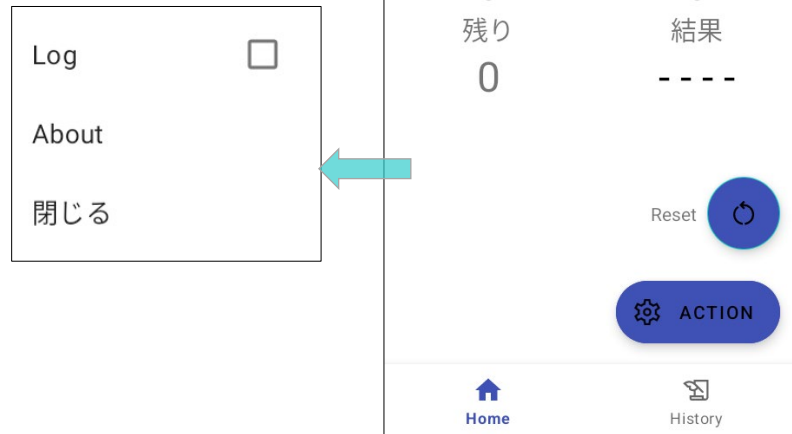 Log
About
閉じる
残り
結果
0
----
Reset
ACTION
Home
History